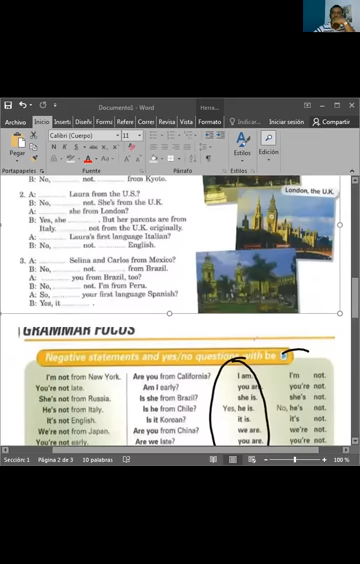 Documento1 - Word
Herra...
Archivo Inicio Insert Diseñ Form Refere Correr Revisa Vista Formato Indicar... Iniciar sesión Compartir
Calibri (Cuerpo) 11
Pegar
Estilos Edición
Portapapeles Fuente Párrafo Estilos
B: No, not. from Kyoto.
2. A: Laura from the U.S.?
B: No, not. She's from the U.K.
A: she from London?
B: Yes, she . But her parents are from
Italy. not from the U.K. originally.
A: Laura's first language Italian?
B: No, not. English.
3. A: Selina and Carlos from Mexico?
B: No, not. from Brazil.
A: you from Brazil, too?
B: No, not. I'm from Peru.
A: So, your first language Spanish?
B: Yes, it .
London, the U.K.
GRAMMAR FOCUS
Negative statements and yes/no questions with be
I'm not from New York. Are you from California? I am. I'm not.
You're not late. Am I early? you are. you're not.
She's not from Russia. Is she from Brazil? she is. she's not.
He's not from Italy. Is he from Chile? Yes, he is. No, he's not.
It's not English. Is it Korean? it is. it's not.
We're not from Japan. Are you from China? we are. we're not.
You're not early. Are we late? you are. you're not.
Sección: 1 Página 2 de 3 10 palabras 100 %